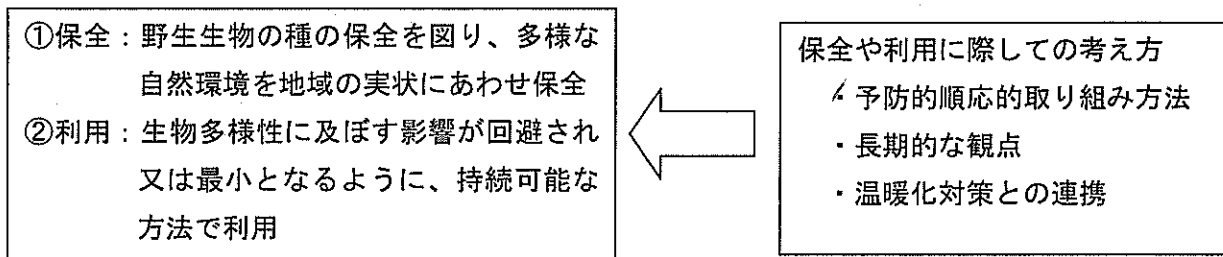 ①保全：野生生物の種の保全を図り、多様な
自然環境を地域の実状にあわせ保全
②利用：生物多様性に及ぼす影響が回避され
又は最小となるように、持続可能な
方法で利用
保全や利用に際しての考え方
・予防的順応的取り組み方法
・長期的な観点
・温暖化対策との連携